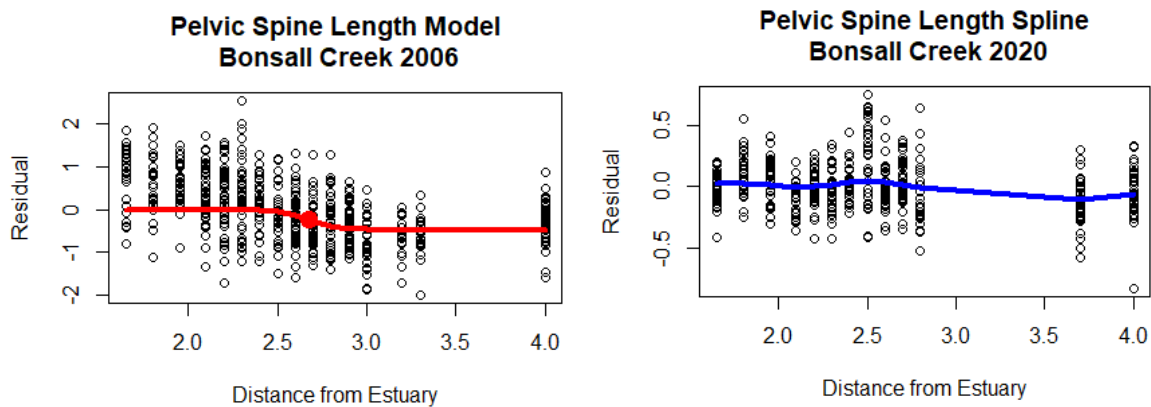 Pelvic Spine Length Model
Bonsall Creek 2006
Residual
2
1
0
-1
-2
2.0 2.5 3.0 3.5 4.0
Distance from Estuary
Pelvic Spine Length Spline
Bonsall Creek 2020
Residual
0.5
0.0
-0.5
2.0 2.5 3.0 3.5 4.0
Distance from Estuary